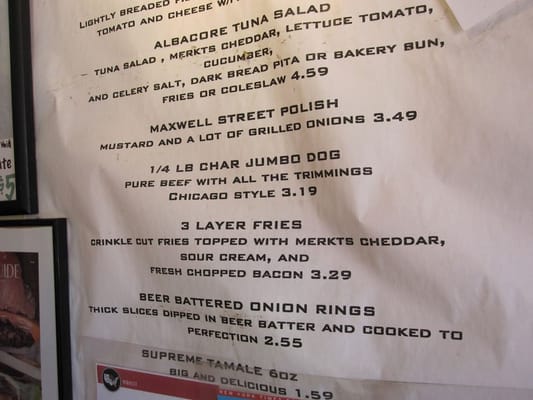 LIGHTLY BREADED
TOMATO AND CHEESE
ALBACORE TUNA SALAD
TUNA SALAD , MERKTS CHEDDAR, LETTUCE TOMATO,
CUCUMBER,
AND CELERY SALT, DARK BREAD PITA OR BAKERY BUN,
FRIES OR COLESLAW 4.59
MAXWELL STREET POLISH
MUSTARD AND A LOT OF GRILLED ONIONS 3.49
1/4 LB CHAR JUMBO DOG
PURE BEEF WITH ALL THE TRIMMINGS
CHICAGO STYLE 3.19
3 LAYER FRIES
CRINKLE CUT FRIES TOPPED WITH MERKTS CHEDDAR,
SOUR CREAM, AND
FRESH CHOPPED BACON 3.29
BEER BATTERED ONION RINGS
THICK SLICES DIPPED IN BEER BATTER AND COOKED TO
PERFECTION 2.55
SUPREME TAMALE 6OZ
BIG AND DELICIOUS 1.59
NEW YORK TIMES